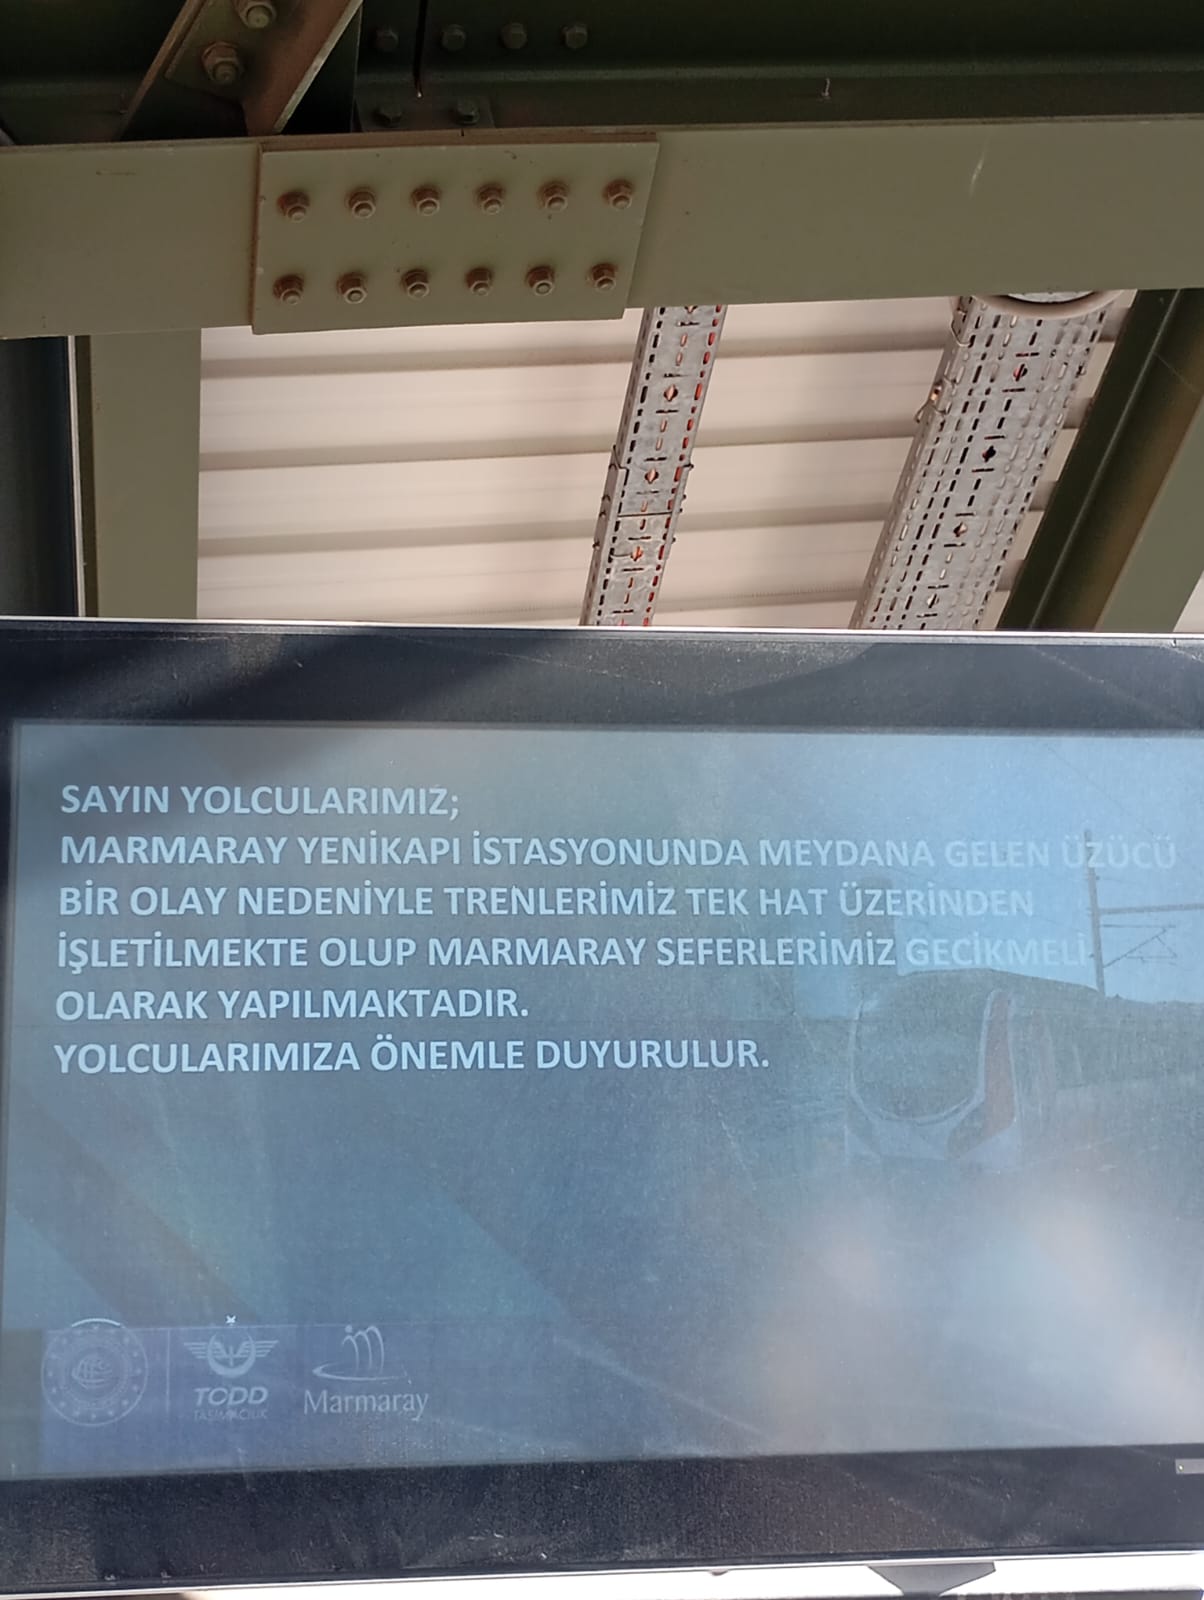 SAYIN YOLCULARIMIZ;
MARMARAY YENİKAPI İSTASYONUNDA MEYDANA GELEN ÜZÜCÜ
BİR OLAY NEDENİYLE TRENLERİMİZ TEK HAT ÜZERİNDEN
İŞLETİLMEKTE OLUP MARMARAY SEFERLERİMİZ GECİKMELİ
OLARAK YAPILMAKTADIR.
YOLCULARIMIZA ÖNEMLE DUYURULUR.
TCDD
TAŞIMACILIK
Marmaray